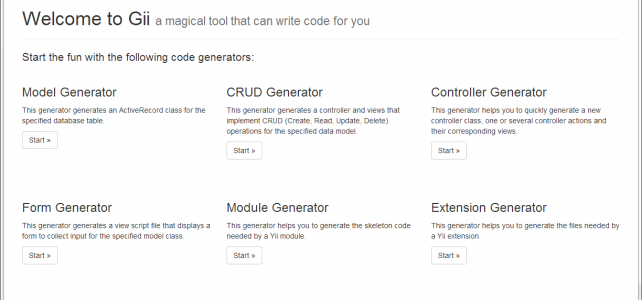 Welcome to Gii a magical tool that can write code for you
Start the fun with the following code generators:
Model Generator
This generator generates an ActiveRecord class for the
specified database table.
Start »
CRUD Generator
This generator generates a controller and views that
implement CRUD (Create, Read, Update, Delete)
operations for the specified data model.
Start »
Controller Generator
This generator helps you to quickly generate a new
controller class, one or several controller actions and
their corresponding views.
Start »
Form Generator
This generator generates a view script file that displays a
form to collect input for the specified model class.
Start »
Module Generator
This generator helps you to generate the skeleton code
needed by a Yii module.
Start »
Extension Generator
This generator helps you to generate the files needed by
a Yii extension.
Start »